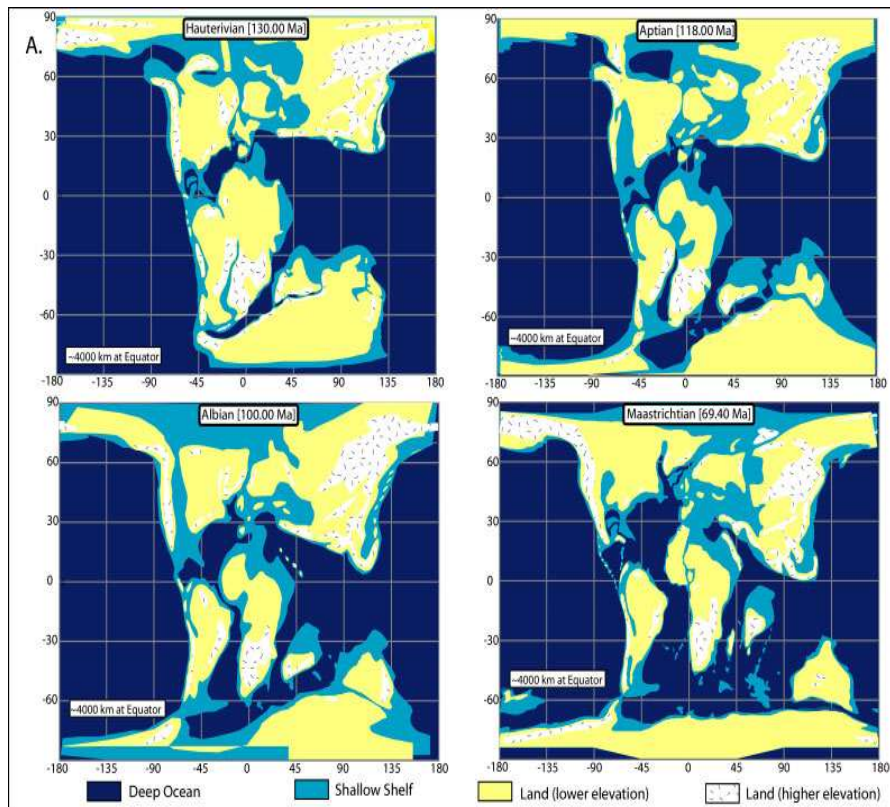 A.
Hauterivian [130.00 Ma]
90
60
30
0
-30
-60
~4000 km at Equator
-180 -135 -90 -45 0 45 90 135 180
Aptian [118.00 Ma]
90
60
30
0
-30
-60
~4000 km at Equator
-180 -135 -90 -45 0 45 90 135 180
Albian [100.00 Ma]
90
60
30
0
-30
-60
~4000 km at Equator
-180 -135 -90 -45 0 45 90 135 180
Maastrichtian [69.40 Ma]
90
60
30
0
-30
-60
~4000 km at Equator
-180 -135 -90 -45 0 45 90 135 180
Deep Ocean
Shallow Shelf
Land (lower elevation)
Land (higher elevation)